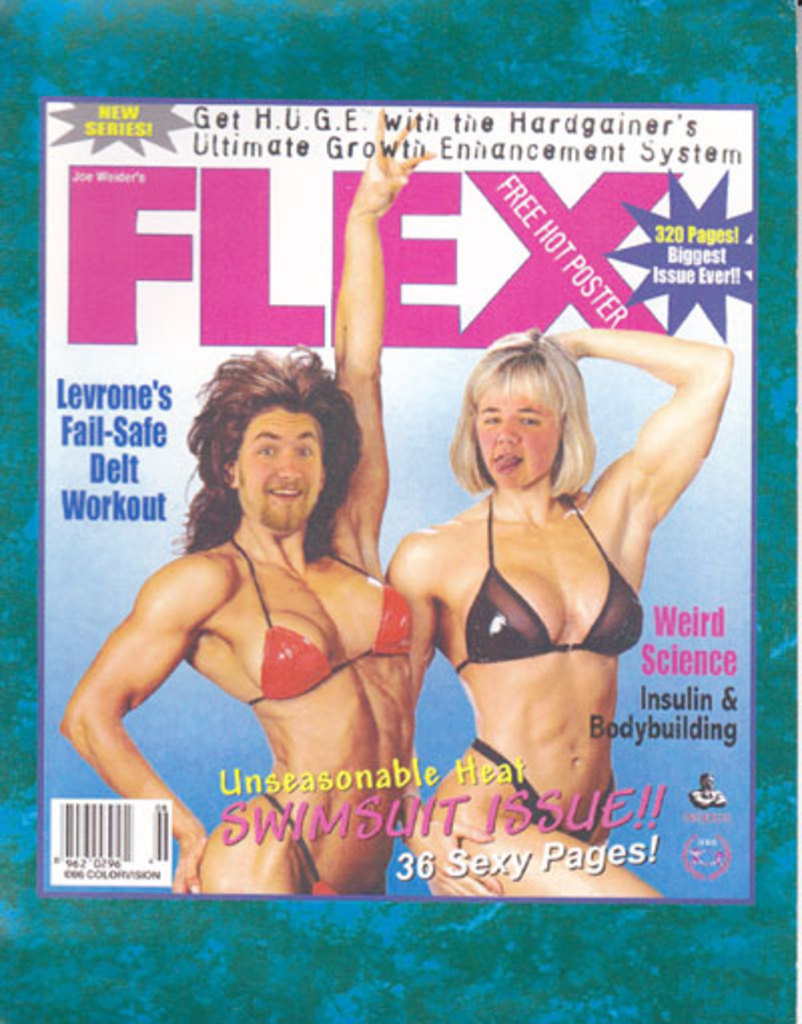 NEW
SERIES!
Get H.U.G.E. with the Hardgainer's
Ultimate Growth Enhancement System
Joe Weider's
FLEX
FREE HOT POSTER
320 Pages!
Biggest
Issue Ever!!
Levrone's
Fail-Safe
Delt
Workout
Weird
Science
Insulin &
Bodybuilding
Unseasonable Heat
SWIMSUIT ISSUE!!
36 Sexy Pages!
©96 COLORVISION